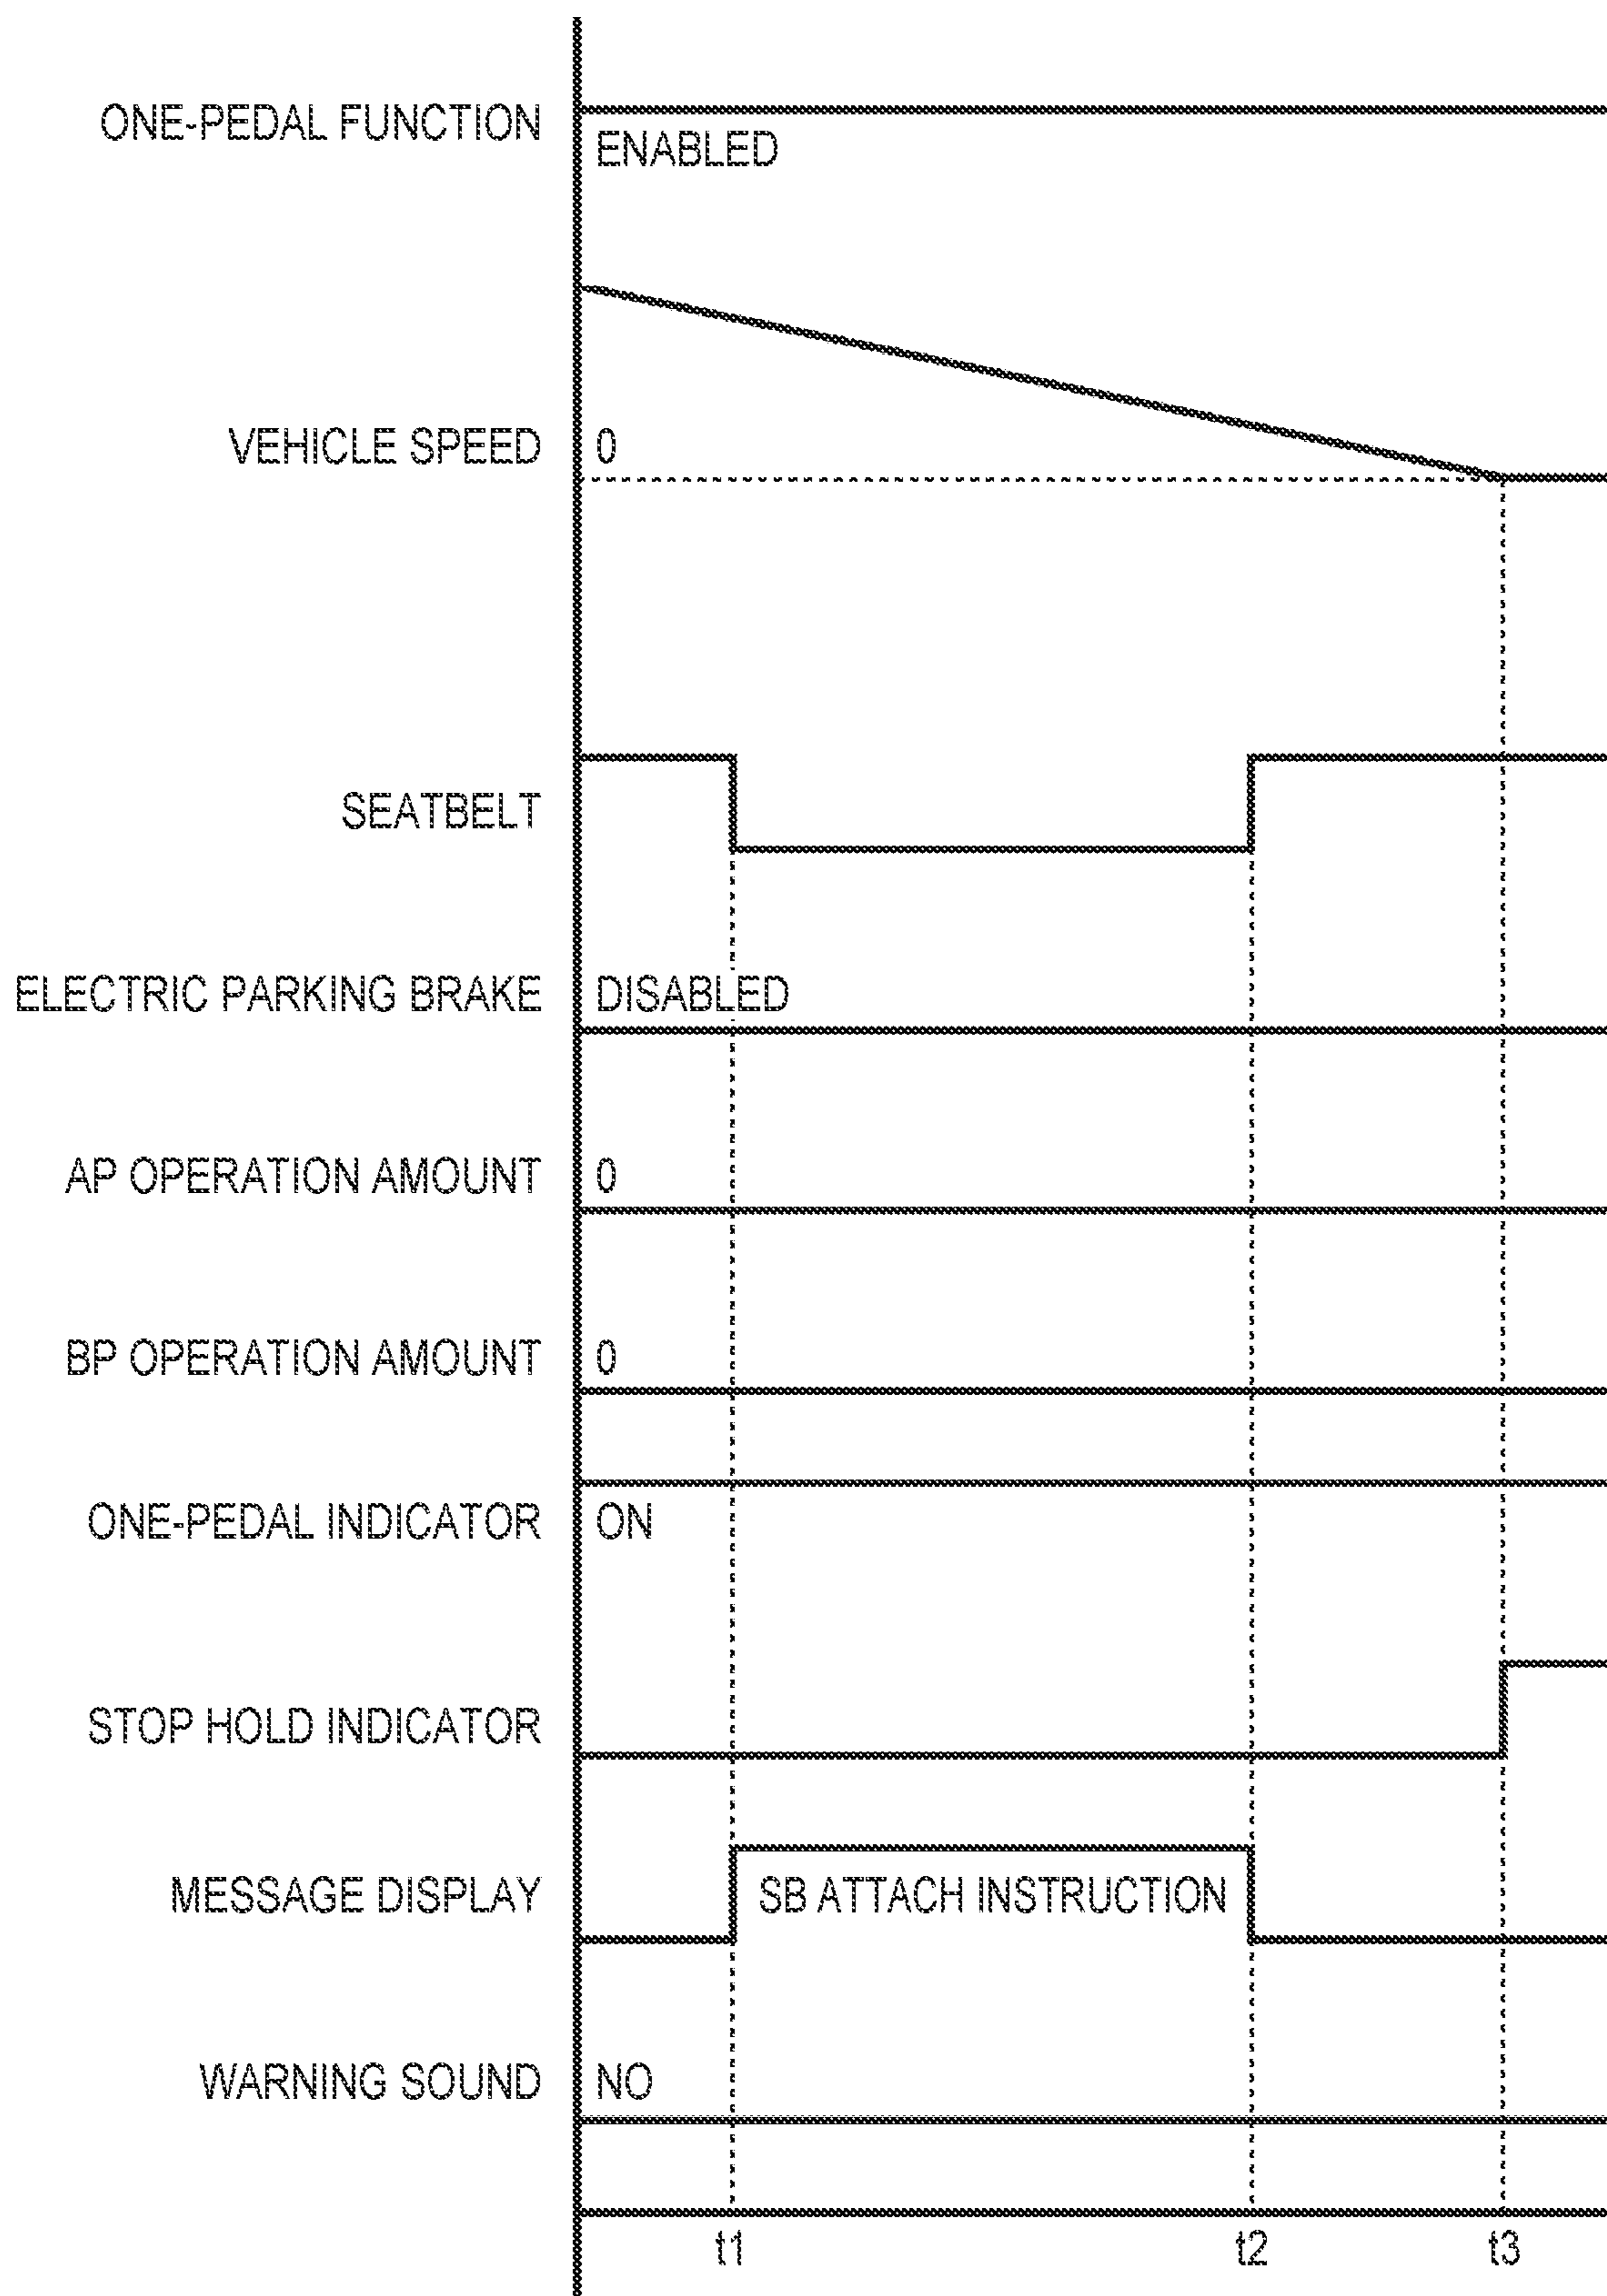 ONE-PEDAL FUNCTION
ENABLED
VEHICLE SPEED 0
SEATBELT
ELECTRIC PARKING BRAKE DISABLED
AP OPERATION AMOUNT 0
BP OPERATION AMOUNT 0
ONE-PEDAL INDICATOR ON
STOP HOLD INDICATOR
MESSAGE DISPLAY SB ATTACH INSTRUCTION
WARNING SOUND NO
t1 t2 t3